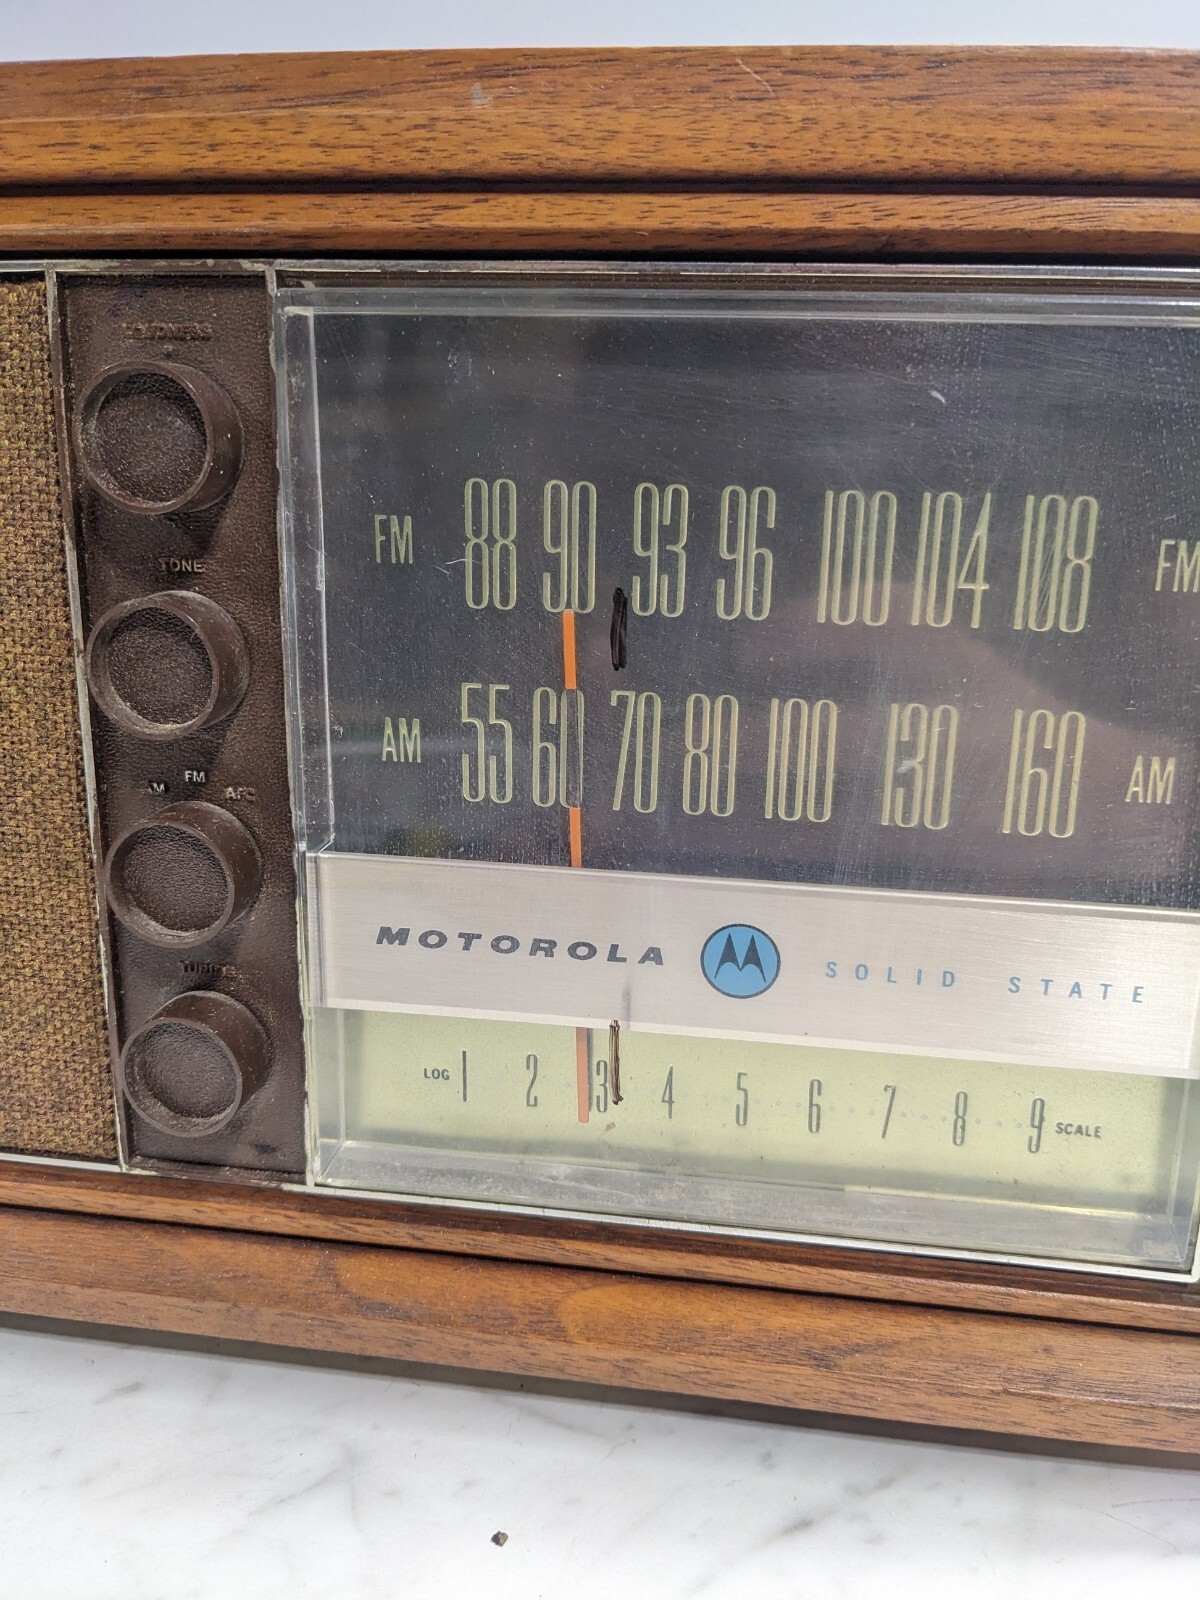 LOUDNESS
TONE
FM
AFC
TUNING
FM 88 90 93 96 100 104 108 FM
AM 55 60 70 80 100 130 160 AM
MOTOROLA SOLID STATE
LOG 1 2 3 4 5 6 7 8 9 SCALE